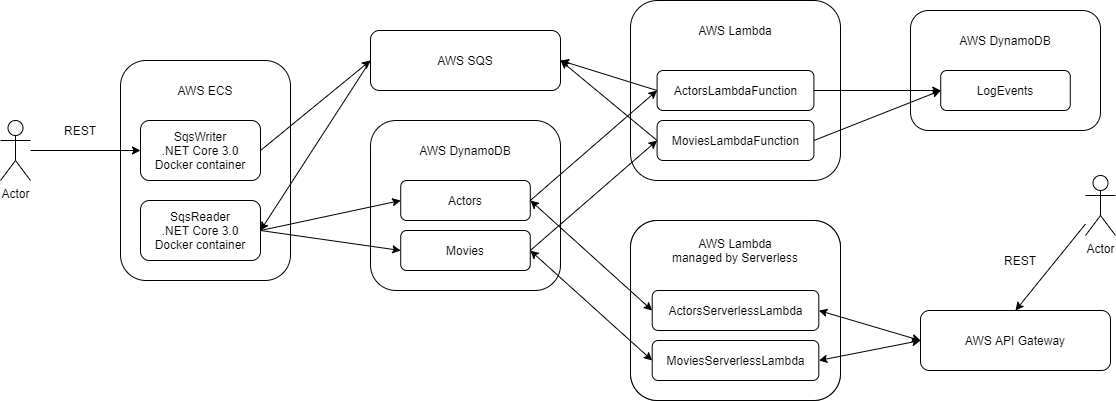 Actor
REST
AWS ECS
SqsWriter
.NET Core 3.0
Docker container
SqsReader
.NET Core 3.0
Docker container
AWS SQS
AWS DynamoDB
Actors
Movies
AWS Lambda
ActorsLambdaFunction
MoviesLambdaFunction
AWS DynamoDB
LogEvents
AWS Lambda
managed by Serverless
ActorsServerlessLambda
MoviesServerlessLambda
Actor
REST
AWS API Gateway